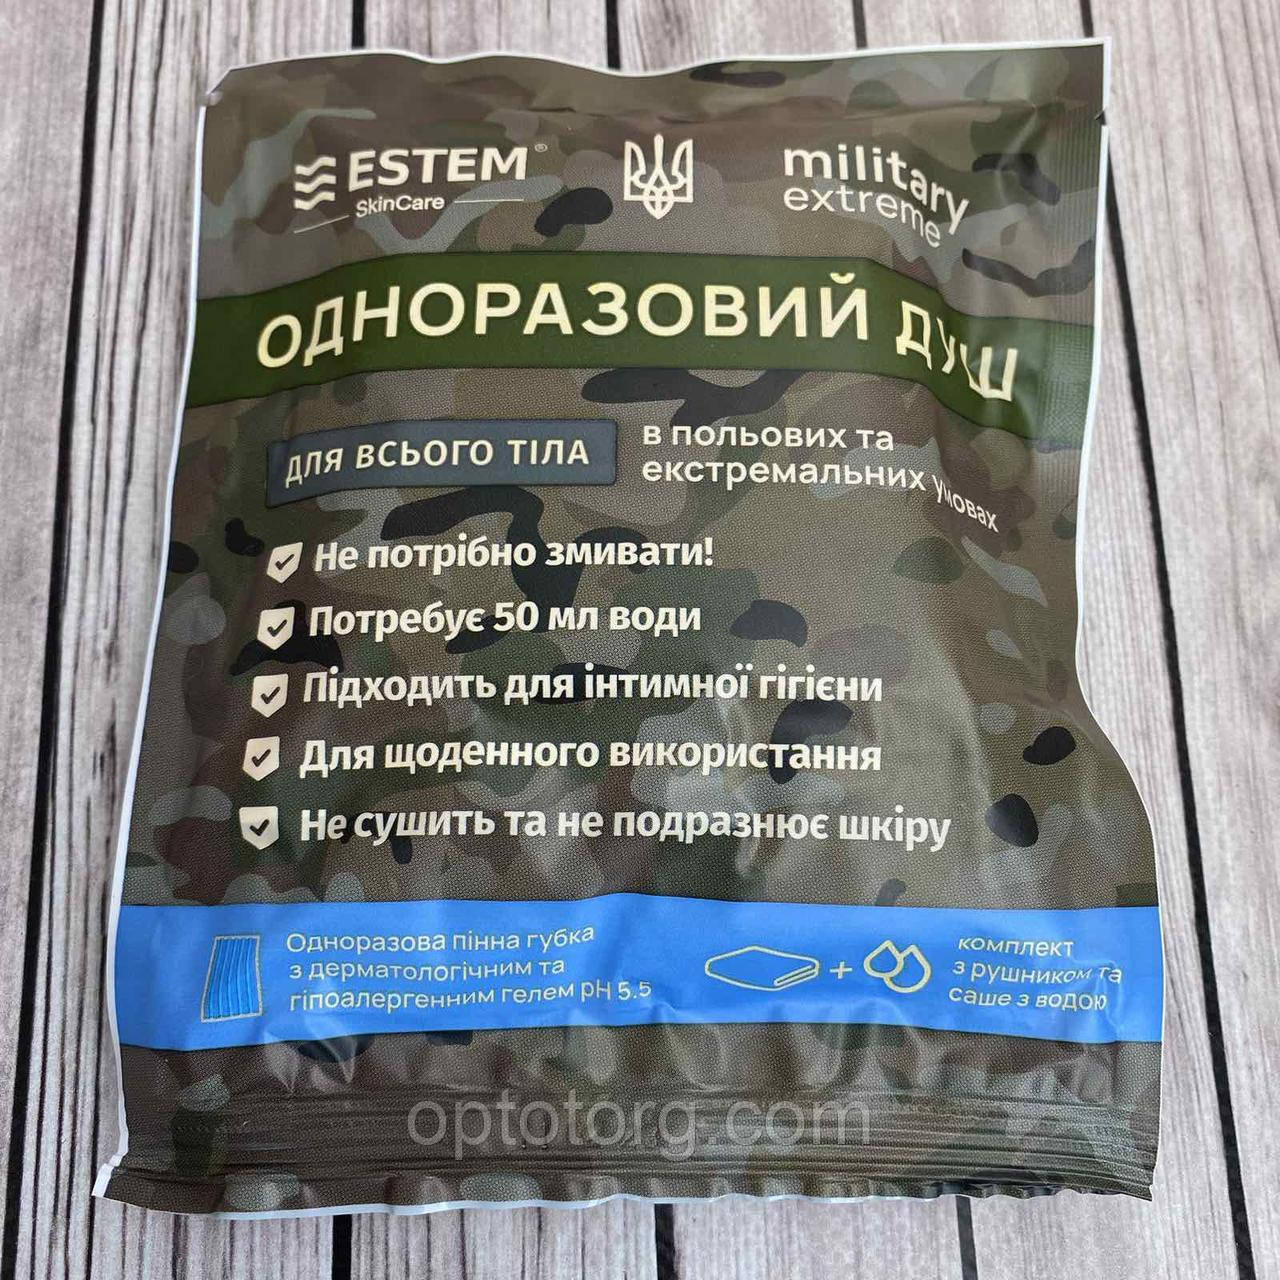 ESTEM®
SkinCare
military
extreme
ОДНОРАЗОВИЙ ДУШ
ДЛЯ ВСЬОГО ТІЛА
в польових та
екстремальних умовах
Не потрібно змивати!
Потребує 50 мл води
Підходить для інтимної гігієни
Для щоденного використання
Не сушить та не подразнює шкіру
Одноразова пінна губка
з дерматологічним та
гіпоалергенним гелем pH 5.5
+
комплект
з рушником та
саше з водою
optotorg.com